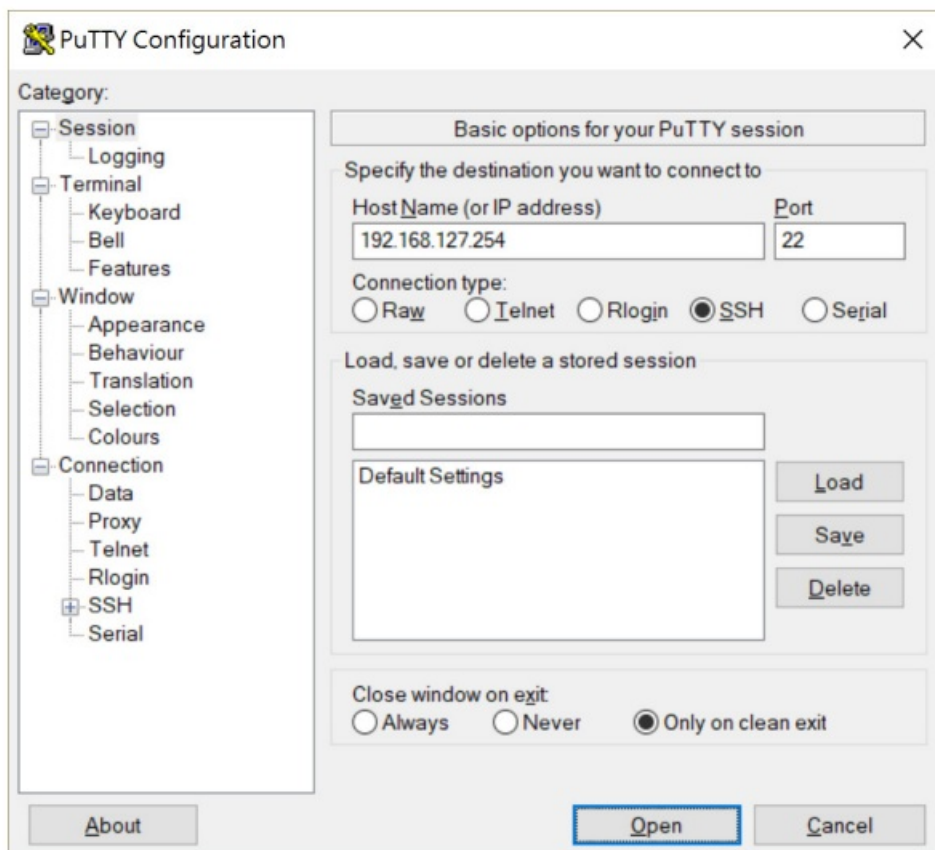 PuTTY Configuration
Category:
Session
Logging
Terminal
Keyboard
Bell
Features
Window
Appearance
Behaviour
Translation
Selection
Colours
Connection
Data
Proxy
Telnet
Rlogin
SSH
Serial
Basic options for your PuTTY session
Specify the destination you want to connect to
Host Name (or IP address) Port
192.168.127.254 22
Connection type:
Raw Telnet Rlogin SSH Serial
Load, save or delete a stored session
Saved Sessions
Default Settings
Load
Save
Delete
Close window on exit:
Always Never Only on clean exit
About Open Cancel